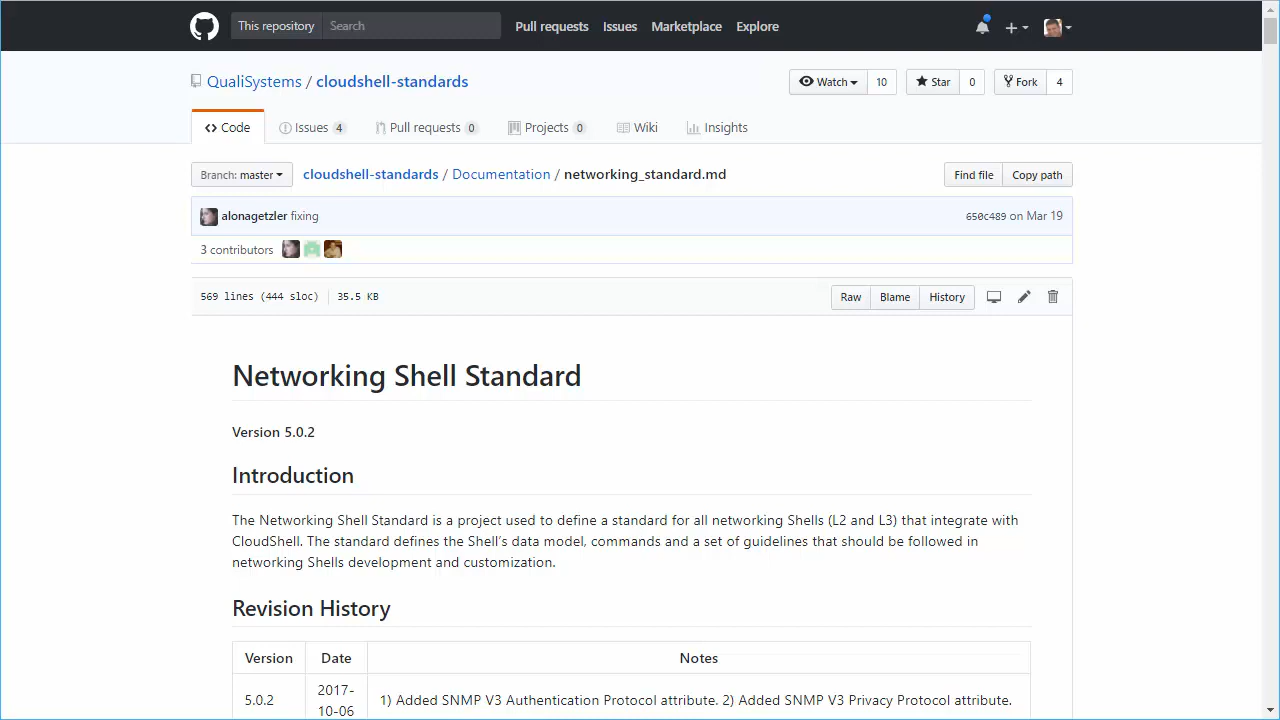 This repository Search Pull requests Issues Marketplace Explore
QualiSystems / cloudshell-standards Watch 10 Star 0 Fork 4
Code Issues 4 Pull requests 0 Projects 0 Wiki Insights
Branch: master cloudshell-standards / Documentation / networking_standard.md Find file Copy path
alonagetzler fixing 650c489 on Mar 19
3 contributors
569 lines (444 sloc) 35.5 KB Raw Blame History
Networking Shell Standard
Version 5.0.2
Introduction
The Networking Shell Standard is a project used to define a standard for all networking Shells (L2 and L3) that integrate with
CloudShell. The standard defines the Shell's data model, commands and a set of guidelines that should be followed in
networking Shells development and customization.
Revision History
Version Date Notes
5.0.2 2017-10-06 1) Added SNMP V3 Authentication Protocol attribute. 2) Added SNMP V3 Privacy Protocol attribute.